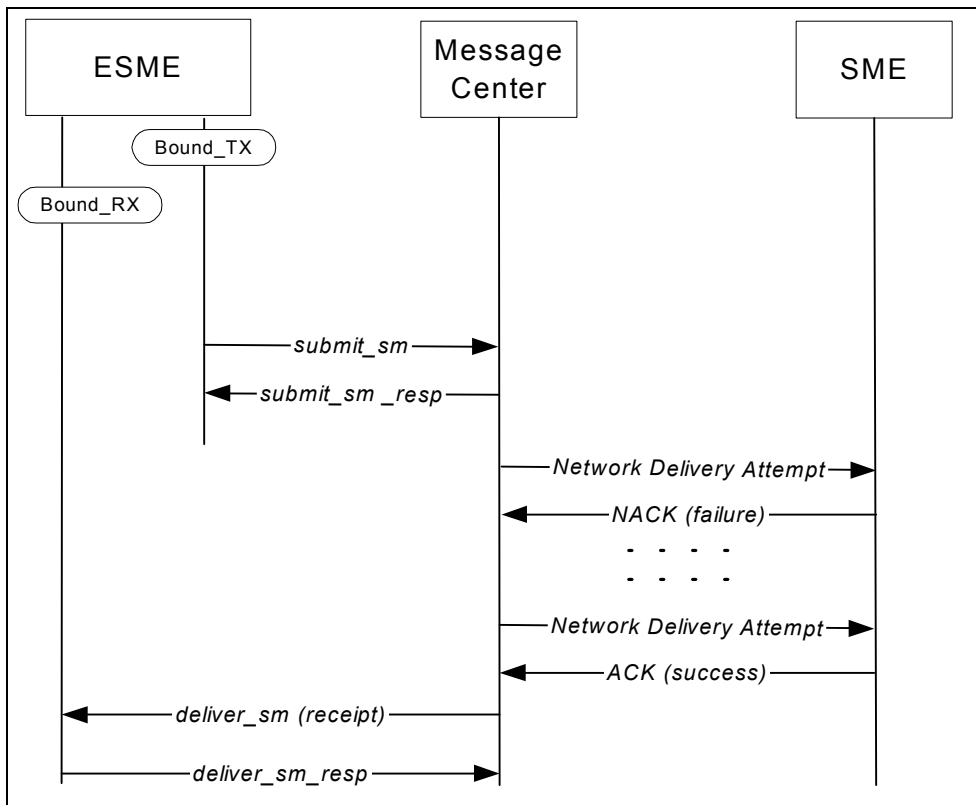 ESME
Message
Center
SME
Bound_TX
Bound_RX
submit_sm
submit_sm _resp
Network Delivery Attempt
NACK (failure)
- - - -
- - - -
Network Delivery Attempt
ACK (success)
deliver_sm (receipt)
deliver_sm_resp